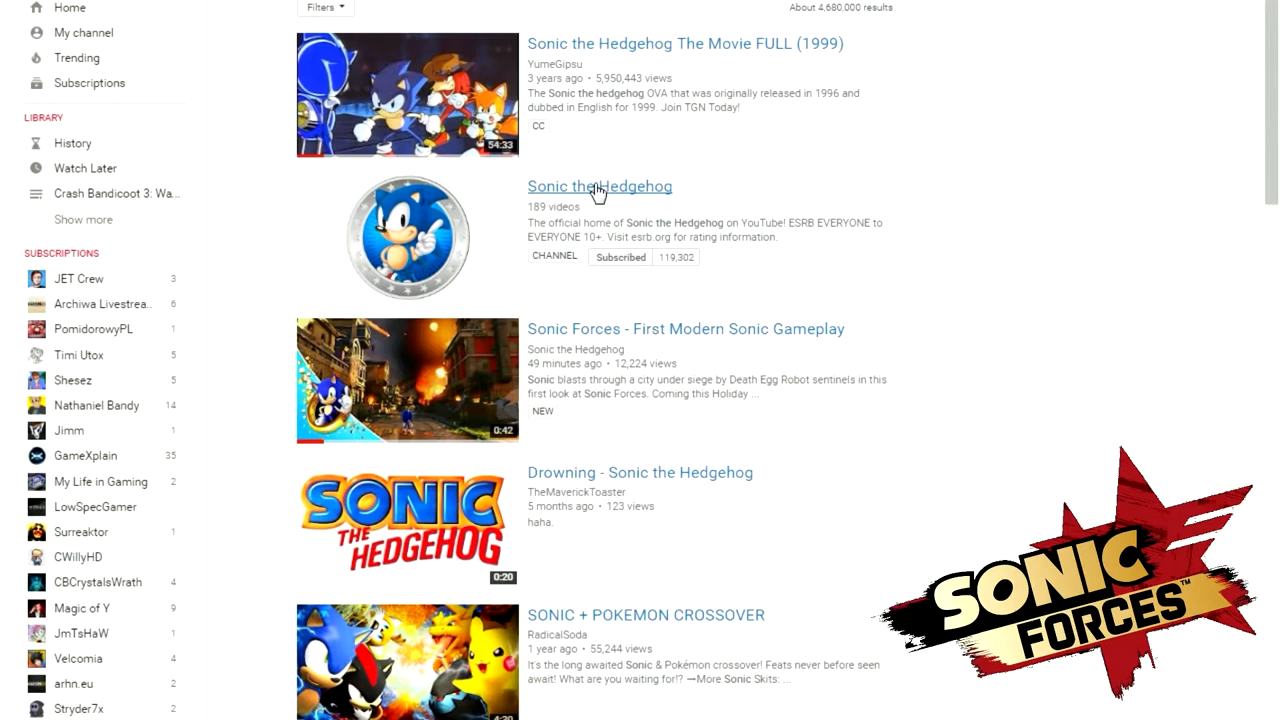 Home
My channel
Trending
Subscriptions
LIBRARY
History
Watch Later
Crash Bandicoot 3: Wa...
Show more
SUBSCRIPTIONS
JET Crew 3
Archiwa Livestrea.. 6
PomidorowyPL 1
Timi Utox 5
Shesez 5
Nathaniel Bandy 14
Jimm 1
GameXplain 35
My Life in Gaming 2
LowSpecGamer
Surreaktor 1
CWillyHD
CBCrystalsWrath 4
Magic of Y 9
JmTsHaW 1
Velcomia 4
arhn.eu 2
Stryder7x 2
Filters
About 4,680,000 results
54:33
Sonic the Hedgehog The Movie FULL (1999)
YumeGipsu
3 years ago • 5,950,443 views
The Sonic the hedgehog OVA that was originally released in 1996 and
dubbed in English for 1999. Join TGN Today!
CC
Sonic the Hedgehog
189 videos
The official home of Sonic the Hedgehog on YouTube! ESRB EVERYONE to
EVERYONE 10+. Visit esrb.org for rating information.
CHANNEL Subscribed 119,302
0:42
Sonic Forces - First Modern Sonic Gameplay
Sonic the Hedgehog
49 minutes ago • 12,224 views
Sonic blasts through a city under siege by Death Egg Robot sentinels in this
first look at Sonic Forces. Coming this Holiday ...
NEW
SONIC
THE
HEDGEHOG
0:20
Drowning - Sonic the Hedgehog
TheMaverickToaster
5 months ago • 123 views
haha.
4:20
SONIC + POKEMON CROSSOVER
RadicalSoda
1 year ago • 55,244 views
It's the long awaited Sonic & Pokémon crossover! Feats never before seen
await! What are you waiting for!? →More Sonic Skits: ...
SONIC
FORCES™